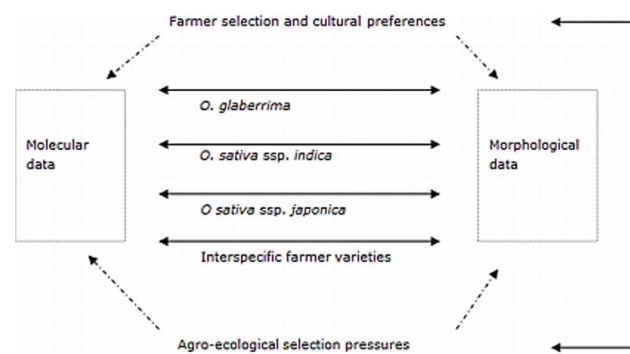 Farmer selection and cultural preferences
O. glaberrima
Molecular
data
O. sativa ssp. indica
Morphological
data
O sativa ssp. japonica
Interspecific farmer varieties
Agro-ecological selection pressures